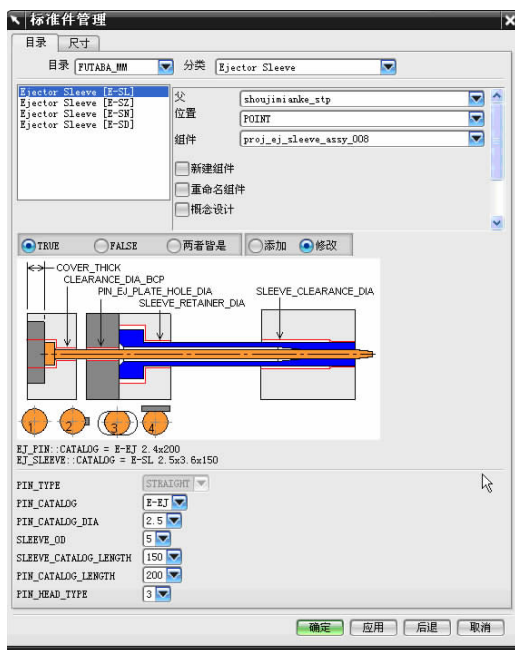 标准件管理
目录 尺寸
目录 FUTABA_MM 分类 Ejector Sleeve
Ejector Sleeve [E-SL]
Ejector Sleeve [E-SZ]
Ejector Sleeve [E-SN]
Ejector Sleeve [E-SD]
父 shoujimianke_stp
位置 POINT
组件 proj_ej_sleeve_assy_008
新建组件
重命名组件
概念设计
TRUE FALSE 两者皆是 添加 修改
COVER_THICK
CLEARANCE_DIA_BCP
PIN_EJ_PLATE_HOLE_DIA SLEEVE_CLEARANCE_DIA
SLEEVE_RETAINER_DIA
1 2 3 4
EJ_PIN::CATALOG = E-EJ 2.4x200
EJ_SLEEVE::CATALOG = E-SL 2.5x3.6x150
PIN_TYPE STRAIGHT
PIN_CATALOG E-EJ
PIN_CATALOG_DIA 2.5
SLEEVE_OD 5
SLEEVE_CATALOG_LENGTH 150
PIN_CATALOG_LENGTH 200
PIN_HEAD_TYPE 3
确定 应用 后退 取消